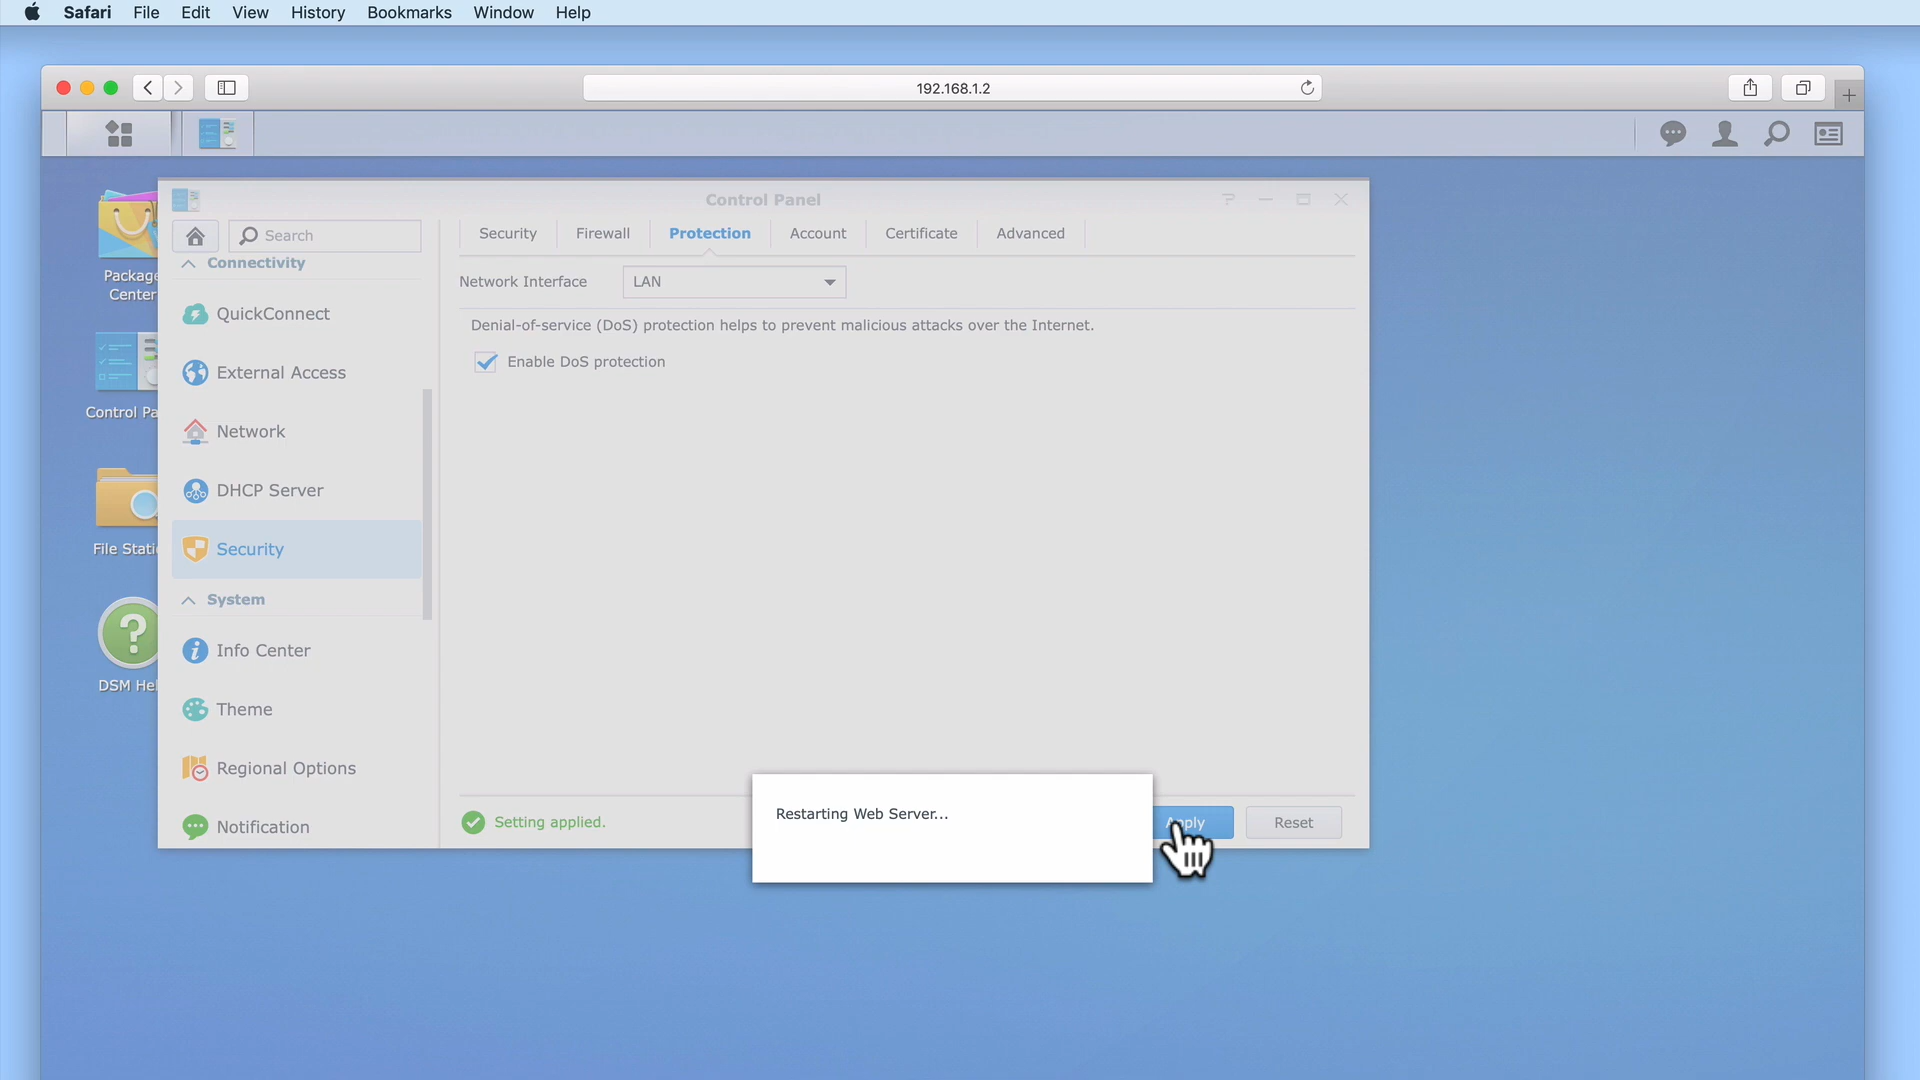 Safari File Edit View History Bookmarks Window Help
192.168.1.2
Control Panel
Search
Security Firewall Protection Account Certificate Advanced
Connectivity
QuickConnect
External Access
Network
DHCP Server
Security
System
Info Center
Theme
Regional Options
Notification
Network Interface LAN
Denial-of-service (DoS) protection helps to prevent malicious attacks over the Internet.
Enable DoS protection
Setting applied.
Restarting Web Server...
Apply Reset
Package
Center
Control Pa
File Stati
DSM Hel